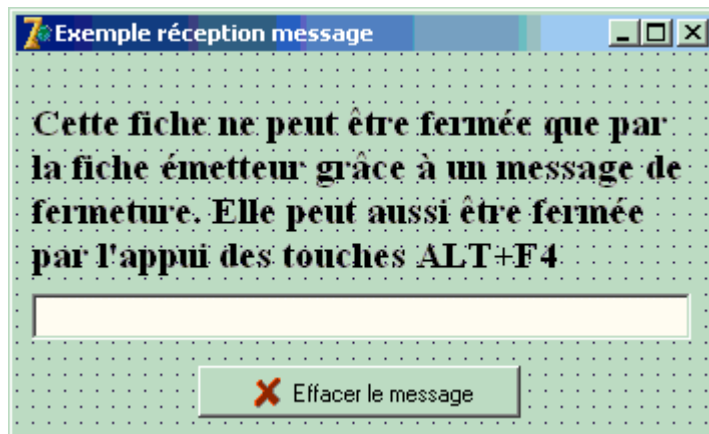 Exemple réception message
Cette fiche ne peut être fermée que par
la fiche émetteur grâce à un message de
fermeture. Elle peut aussi être fermée
par l'appui des touches ALT+F4
Effacer le message